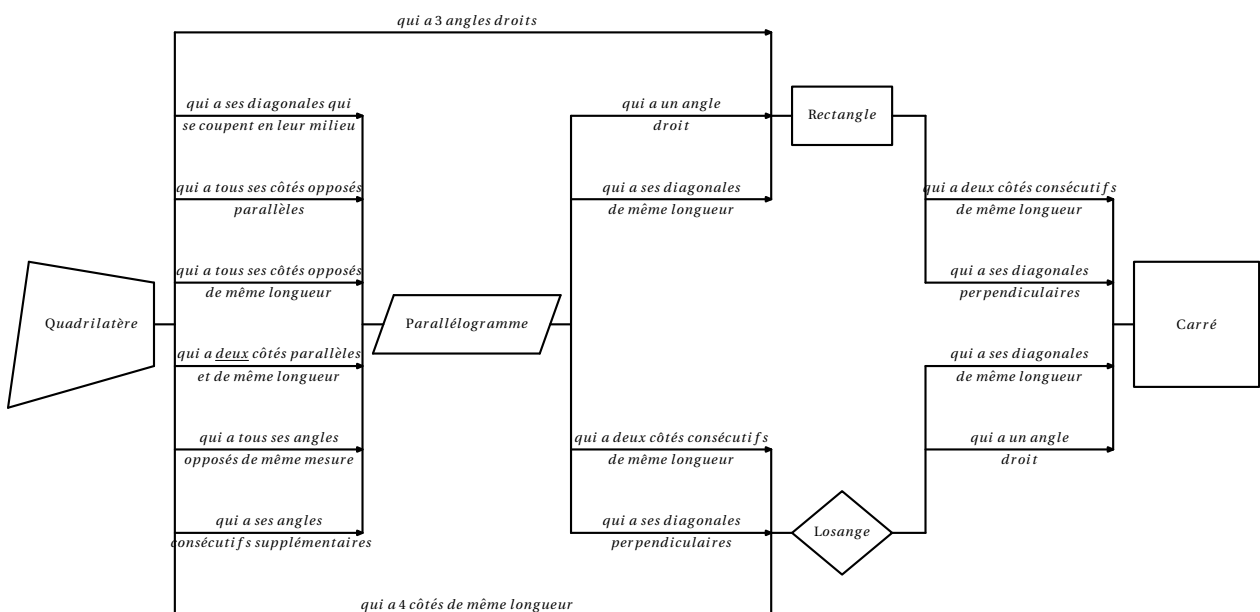 qui a 3 angles droits
qui a ses diagonales qui
se coupent en leur milieu
qui a tous ses côtés opposés
parallèles
qui a tous ses côtés opposés
de même longueur
Quadrilatère
qui a deux côtés parallèles
et de même longueur
qui a tous ses angles
opposés de même mesure
qui a ses angles
consécutifs supplémentaires
Parallélogramme
qui a un angle
droit
qui a ses diagonales
de même longueur
qui a deux côtés consécutifs
de même longueur
qui a ses diagonales
perpendiculaires
Rectangle
Losange
qui a deux côtés consécutifs
de même longueur
qui a ses diagonales
perpendiculaires
qui a ses diagonales
de même longueur
qui a un angle
droit
Carré
qui a 4 côtés de même longueur